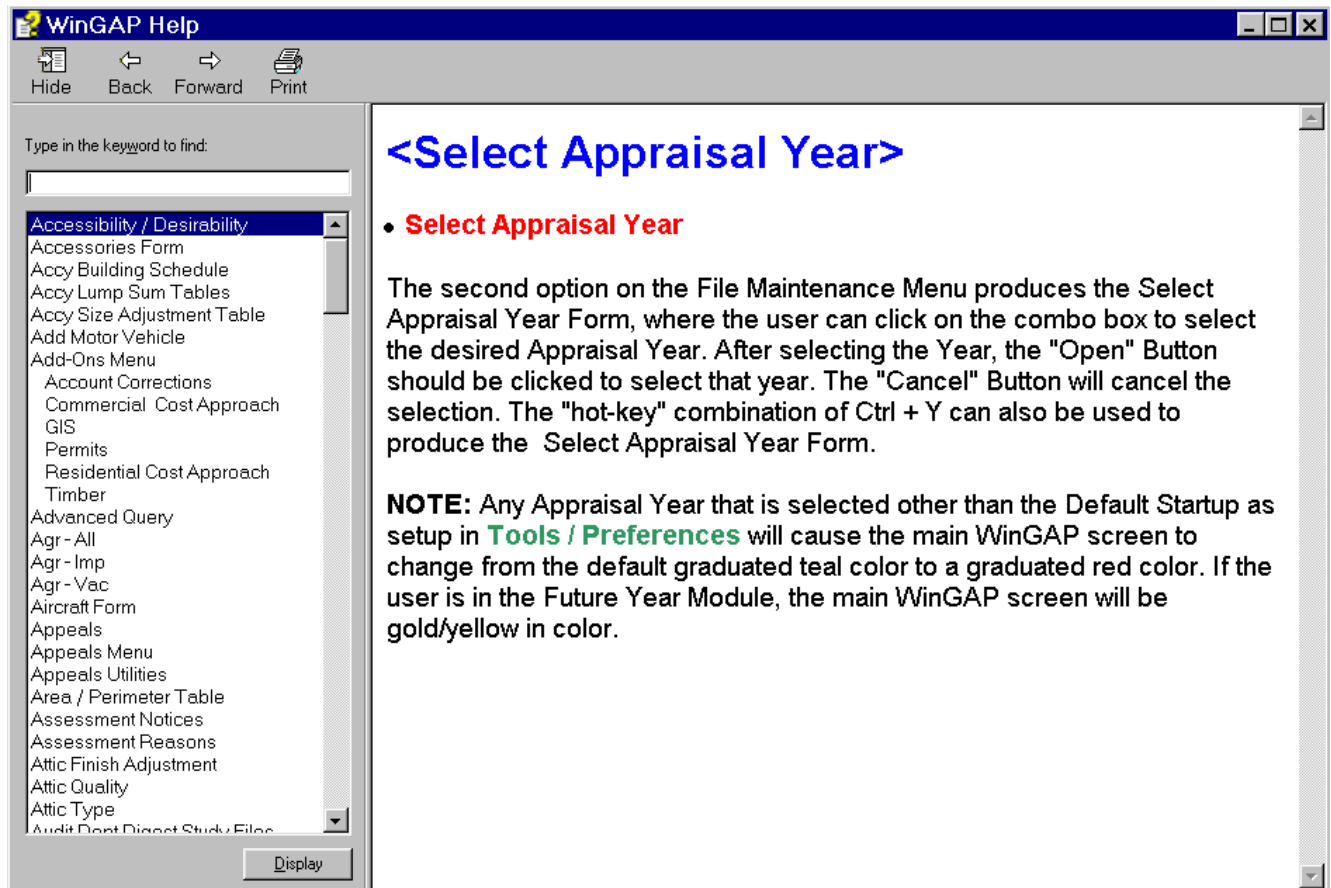 WinGAP Help
Hide Back Forward Print
Type in the keyword to find:
Accessibility / Desirability
Accessories Form
Accy Building Schedule
Accy Lump Sum Tables
Accy Size Adjustment Table
Add Motor Vehicle
Add-Ons Menu
Account Corrections
Commercial Cost Approach
GIS
Permits
Residential Cost Approach
Timber
Advanced Query
Agr - All
Agr - Imp
Agr - Vac
Aircraft Form
Appeals
Appeals Menu
Appeals Utilities
Area / Perimeter Table
Assessment Notices
Assessment Reasons
Attic Finish Adjustment
Attic Quality
Attic Type
Audit Dept Digest Study Files
Display
<Select Appraisal Year>
• Select Appraisal Year
The second option on the File Maintenance Menu produces the Select
Appraisal Year Form, where the user can click on the combo box to select
the desired Appraisal Year. After selecting the Year, the "Open" Button
should be clicked to select that year. The "Cancel" Button will cancel the
selection. The "hot-key" combination of Ctrl + Y can also be used to
produce the  Select Appraisal Year Form.
NOTE: Any Appraisal Year that is selected other than the Default Startup as
setup in Tools / Preferences will cause the main WinGAP screen to
change from the default graduated teal color to a graduated red color. If the
user is in the Future Year Module, the main WinGAP screen will be
gold/yellow in color.